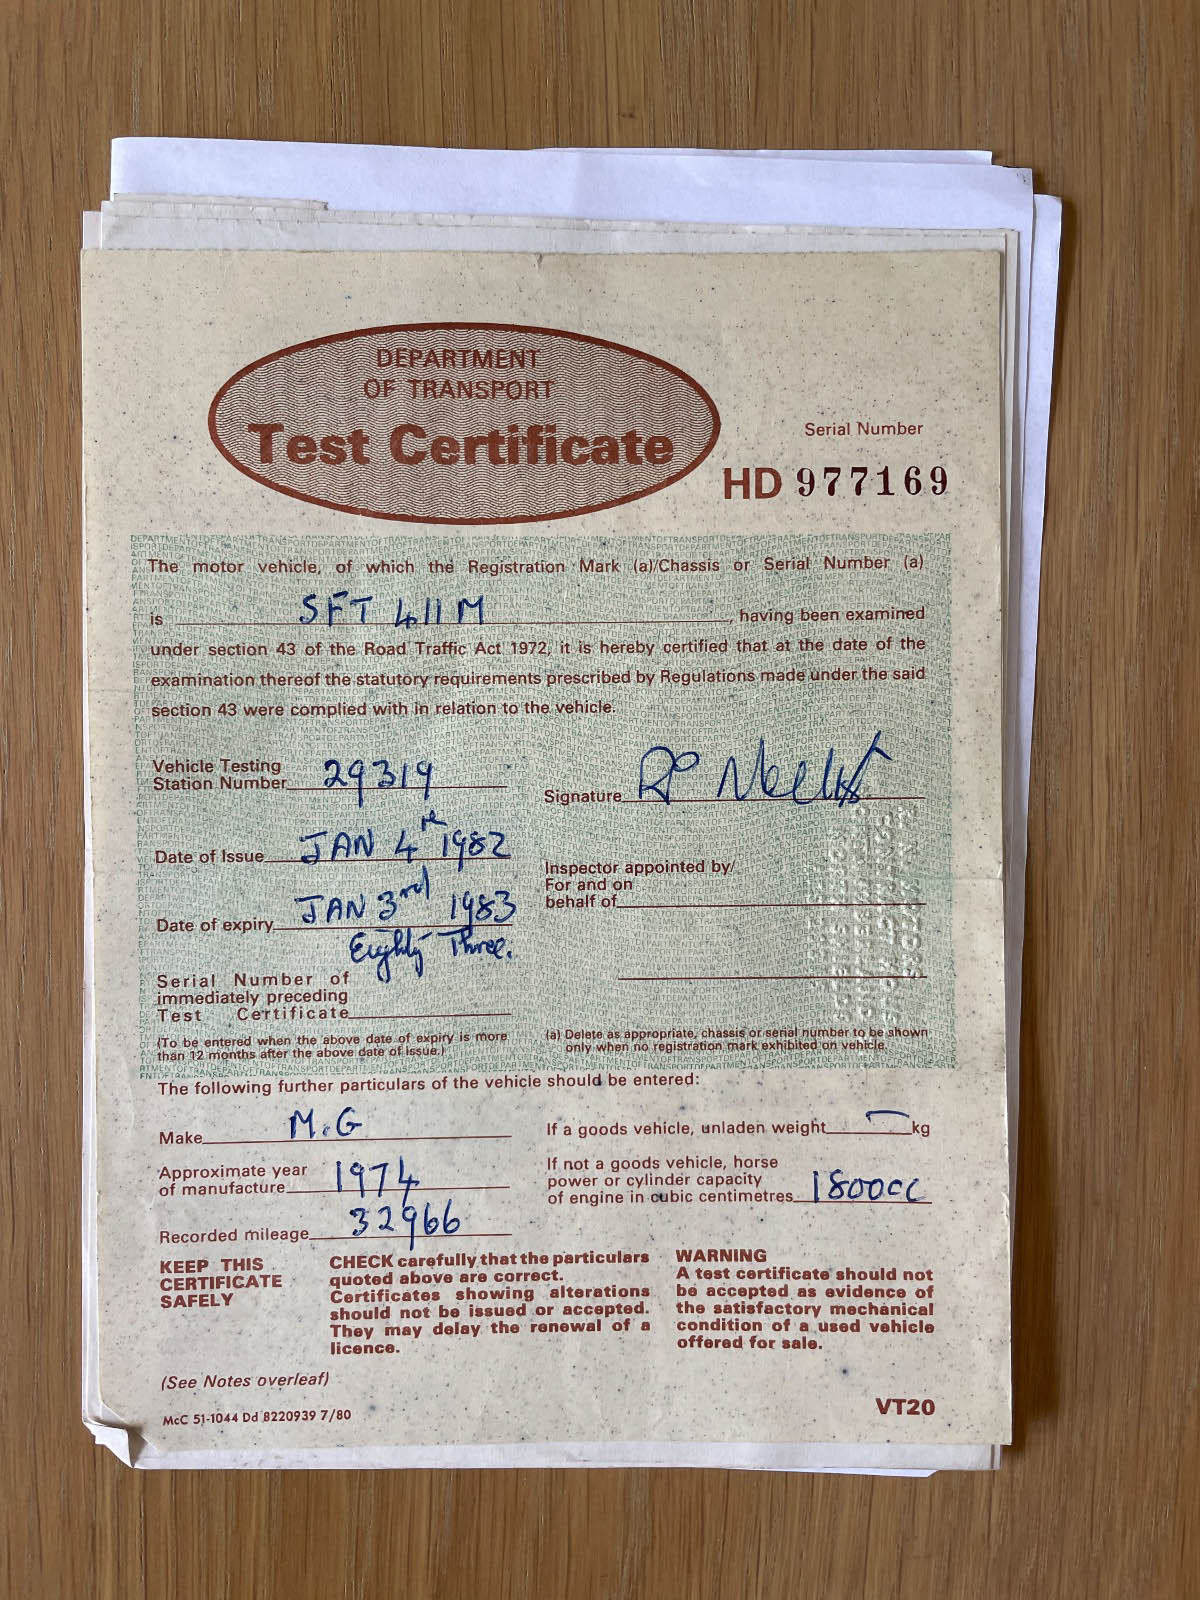 DEPARTMENT
OF TRANSPORT
Test Certificate
Serial Number
HD 977169
The motor vehicle, of which the Registration Mark (a)/Chassis or Serial Number (a)
is SFT 411M , having been examined
under section 43 of the Road Traffic Act 1972, it is hereby certified that at the date of the
examination thereof the statutory requirements prescribed by Regulations made under the said
section 43 were complied with in relation to the vehicle.
Vehicle Testing
Station Number 29319
Signature
Date of Issue JAN 4 1982
Date of expiry JAN 3rd 1983
Eighty Three.
Inspector appointed by/
For and on
behalf of
Serial Number of
immediately preceding
Test Certificate
(To be entered when the above date of expiry is more
than 12 months after the above date of issue.)
(a) Delete as appropriate, chassis or serial number to be shown
only when no registration mark exhibited on vehicle.
The following further particulars of the vehicle should be entered:
Make M.G
If a goods vehicle, unladen weight kg
Approximate year
of manufacture 1974
If not a goods vehicle, horse
power or cylinder capacity
of engine in cubic centimetres 1800cc
Recorded mileage 32966
KEEP THIS
CERTIFICATE
SAFELY
CHECK carefully that the particulars
quoted above are correct.
Certificates showing alterations
should not be issued or accepted.
They may delay the renewal of a
licence.
WARNING
A test certificate should not
be accepted as evidence of
the satisfactory mechanical
condition of a used vehicle
offered for sale.
(See Notes overleaf)
McC 51-1044 Dd 8220939 7/80
VT20